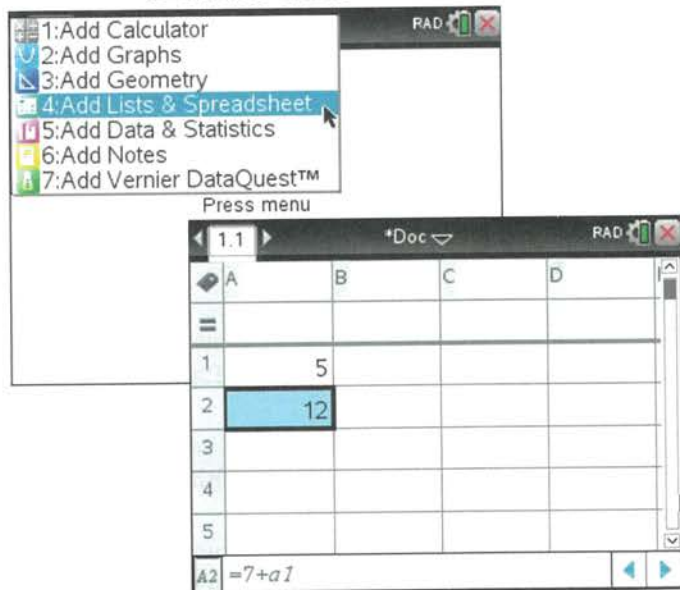 1:Add Calculator
RAD
2:Add Graphs
3:Add Geometry
4:Add Lists & Spreadsheet
5:Add Data & Statistics
6:Add Notes
7:Add Vernier DataQuest™
Press menu
1.1
*Doc
RAD
A
B
C
D
=
1
5
2
12
3
4
5
A2 =7+a1